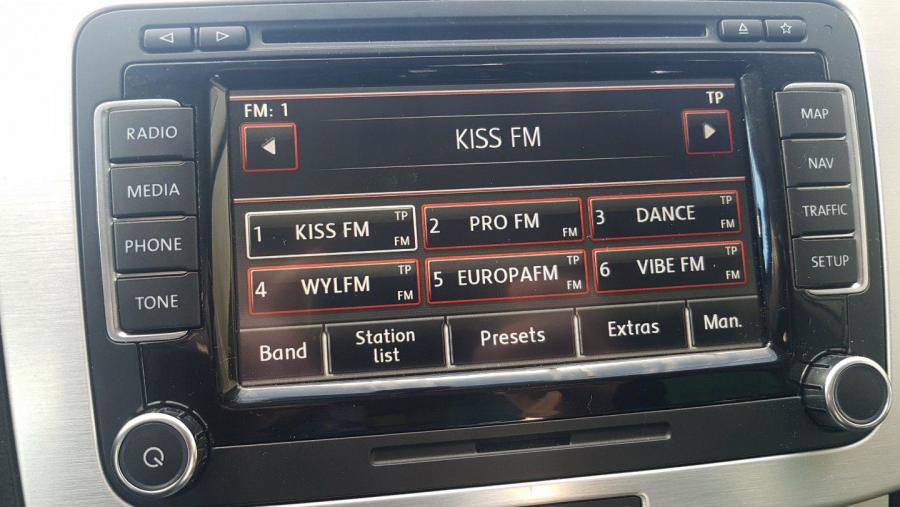 RADIO
MEDIA
PHONE
TONE
FM: 1 TP
KISS FM
1 KISS FM TP FM
2 PRO FM FM
3 DANCE TP FM
4 WYLFM TP FM
5 EUROPAFM TP FM
6 VIBE FM TP FM
Band
Station
list
Presets
Extras
Man.
MAP
NAV
TRAFFIC
SETUP